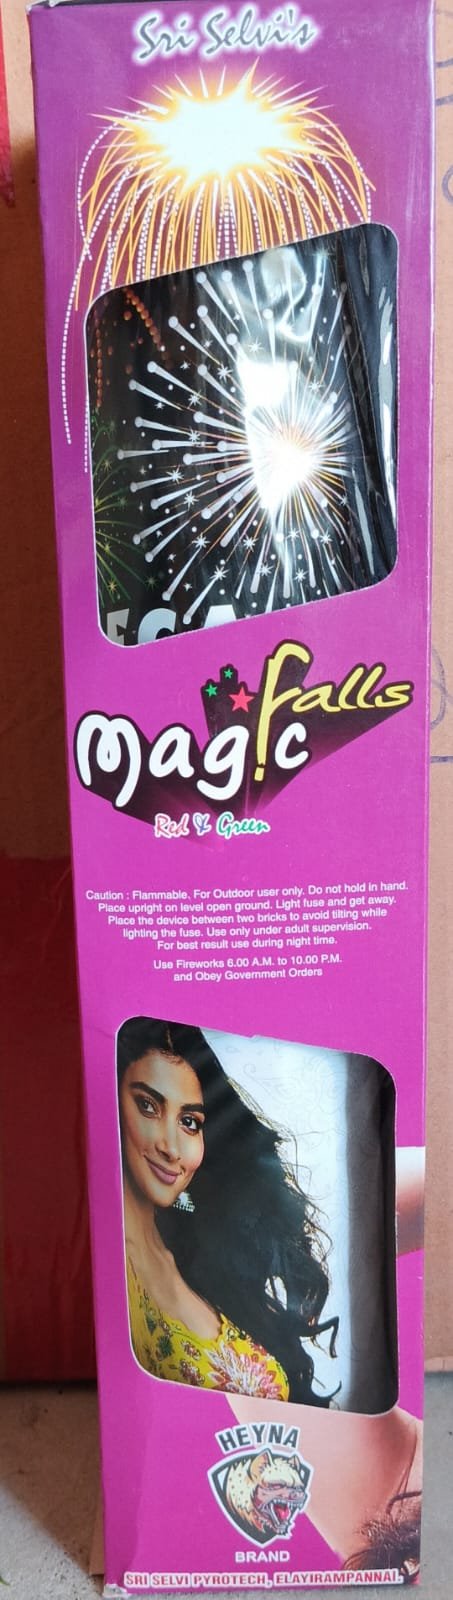 Sri Selvi's
EGA
falls
magic
Red & Green
Caution : Flammable, For Outdoor user only. Do not hold in hand.
Place upright on level open ground. Light fuse and get away.
Place the device between two bricks to avoid tilting while
lighting the fuse. Use only under adult supervision.
For best result use during night time.
Use Fireworks 6.00 A.M. to 10.00 P.M.
and Obey Government Orders
HEYNA
BRAND
SRI SELVI PYROTECH, ELAYIRAMPANNAI.